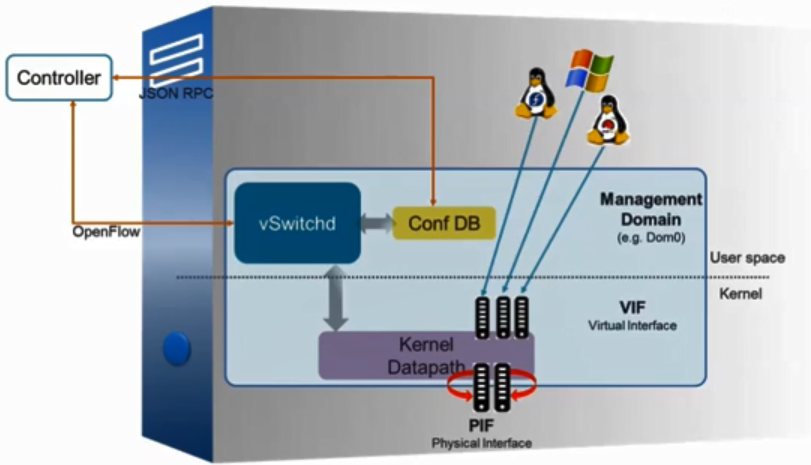 Controller
JSON RPC
OpenFlow
vSwitchd
Conf DB
Management
Domain
(e.g. Dom0)
User space
Kernel
VIF
Virtual Interface
Kernel
Datapath
PIF
Physical Interface